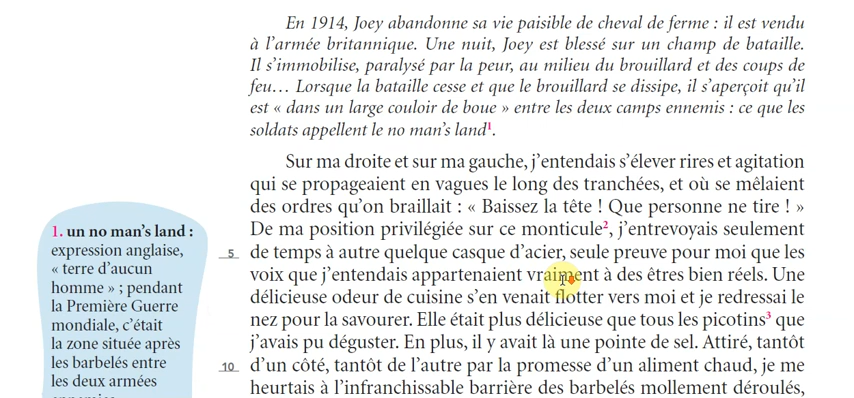 En 1914, Joey abandonne sa vie paisible de cheval de ferme : il est vendu
à l'armée britannique. Une nuit, Joey est blessé sur un champ de bataille.
Il s'immobilise, paralysé par la peur, au milieu du brouillard et des coups de
feu… Lorsque la bataille cesse et que le brouillard se dissipe, il s'aperçoit qu'il
est « dans un large couloir de boue » entre les deux camps ennemis : ce que les
soldats appellent le no man's land¹.
Sur ma droite et sur ma gauche, j'entendais s'élever rires et agitation
qui se propageaient en vagues le long des tranchées, et où se mêlaient
des ordres qu'on braillait : « Baissez la tête ! Que personne ne tire ! »
De ma position privilégiée sur ce monticule², j'entrevoyais seulement
5 de temps à autre quelque casque d'acier, seule preuve pour moi que les
voix que j'entendais appartenaient vraiment à des êtres bien réels. Une
délicieuse odeur de cuisine s'en venait flotter vers moi et je redressai le
nez pour la savourer. Elle était plus délicieuse que tous les picotins³ que
j'avais pu déguster. En plus, il y avait là une pointe de sel. Attiré, tantôt
10 d'un côté, tantôt de l'autre par la promesse d'un aliment chaud, je me
heurtais à l'infranchissable barrière des barbelés mollement déroulés,
1. un no man's land :
expression anglaise,
« terre d'aucun
homme » ; pendant
la Première Guerre
mondiale, c'était
la zone située après
les barbelés entre
les deux armées